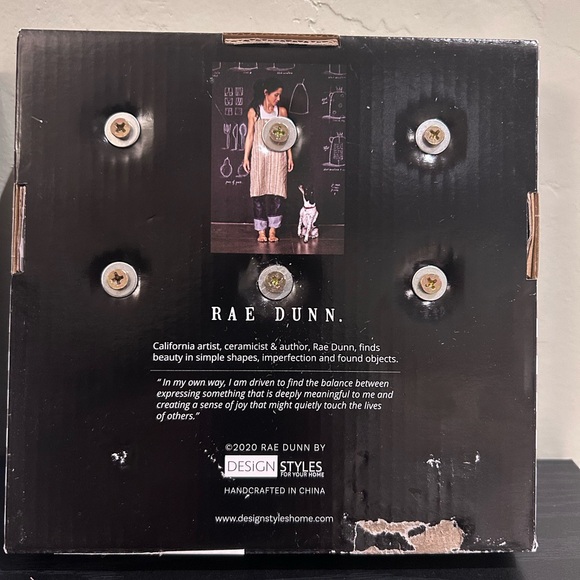 RAE DUNN.
California artist, ceramicist & author, Rae Dunn, finds
beauty in simple shapes, imperfection and found objects.
“ In my own way, I am driven to find the balance between
expressing something that is deeply meaningful to me and
creating a sense of joy that might quietly touch the lives
of others.”
©2020 RAE DUNN BY
DESiGN STYLES
FOR YOUR HOME
HANDCRAFTED IN CHINA
www.designstyleshome.com